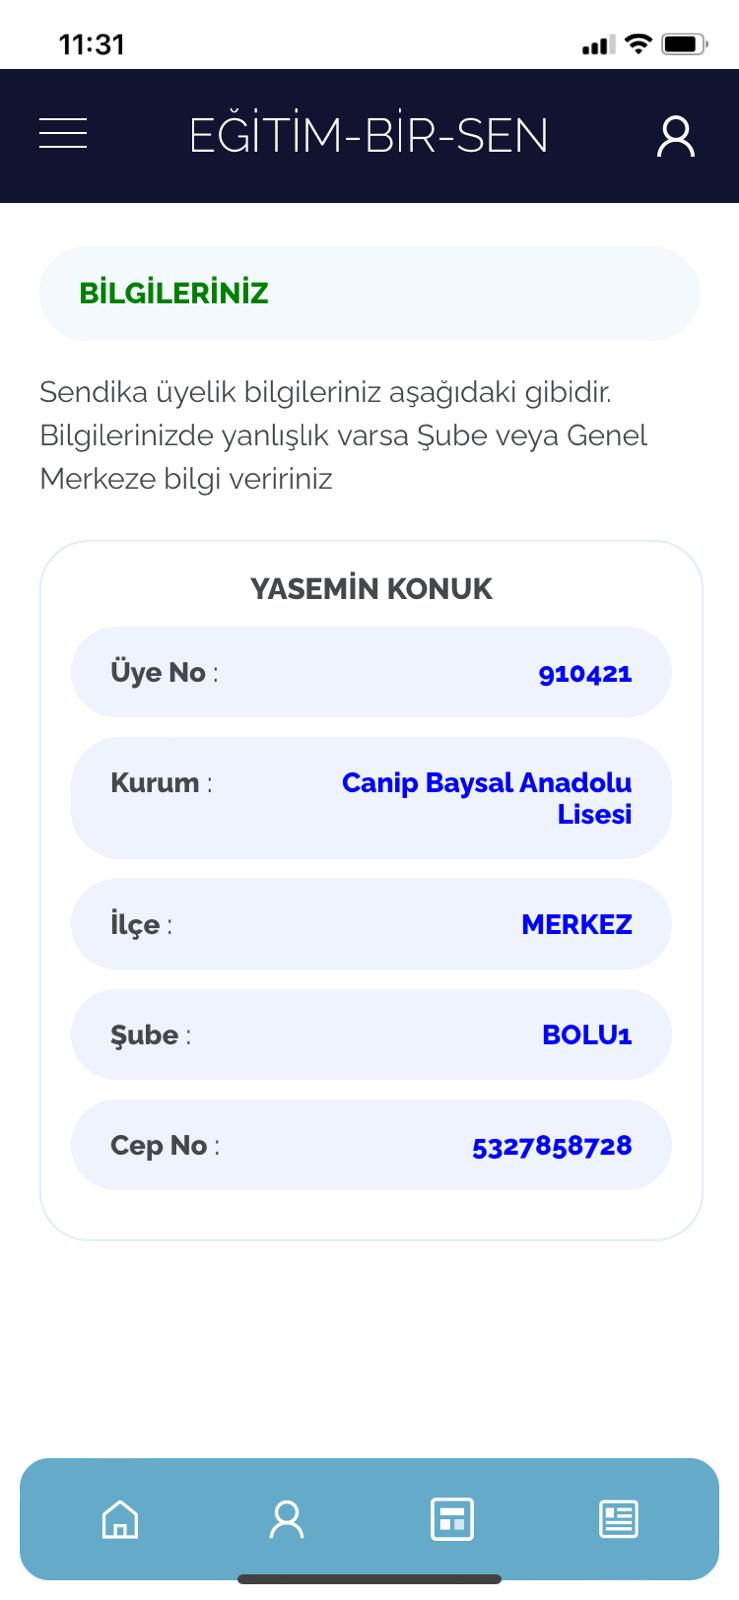 11:31
EĞİTİM-BİR-SEN
BİLGİLERİNİZ
Sendika üyelik bilgileriniz aşağıdaki gibidir.
Bilgilerinizde yanlışlık varsa Şube veya Genel
Merkeze bilgi veririniz
YASEMİN KONUK
Üye No : 910421
Kurum : Canip Baysal Anadolu
Lisesi
İlçe : MERKEZ
Şube : BOLU1
Cep No : 5327858728